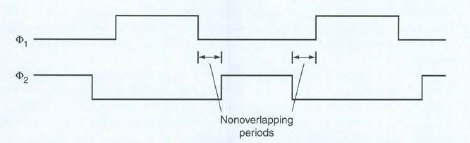 Φ1
Φ2
Nonoverlapping
periods